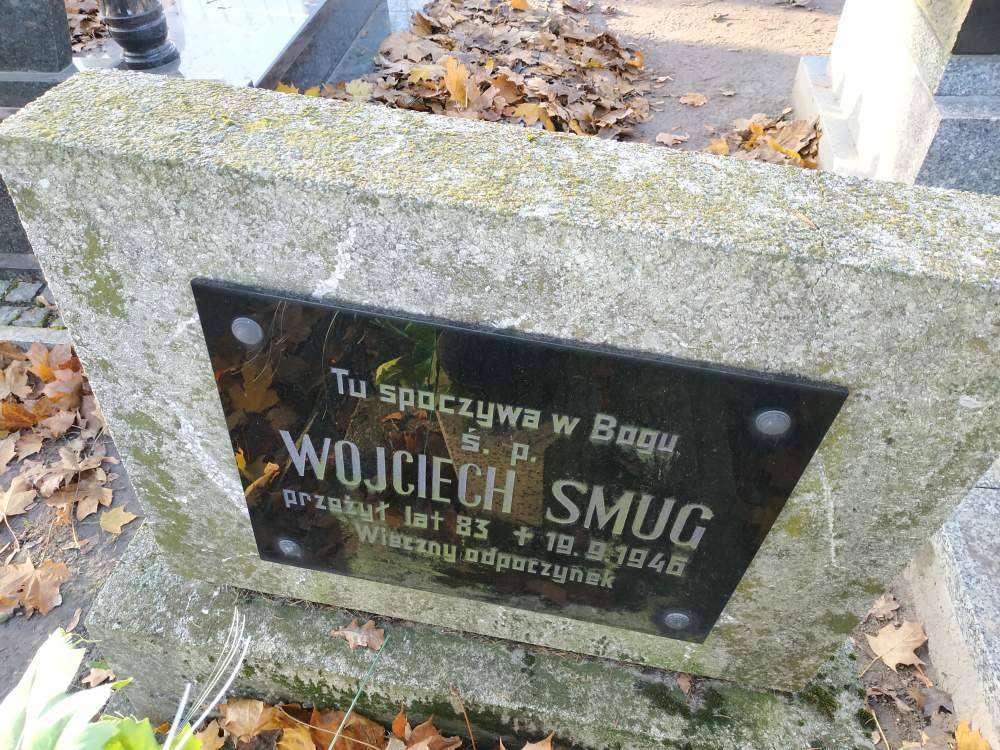 Tu spoczywa w Bogu
ś. p.
WOJCIECH SMUG
przeżył lat 83 + 19.9.1946
Wieczny odpoczynek